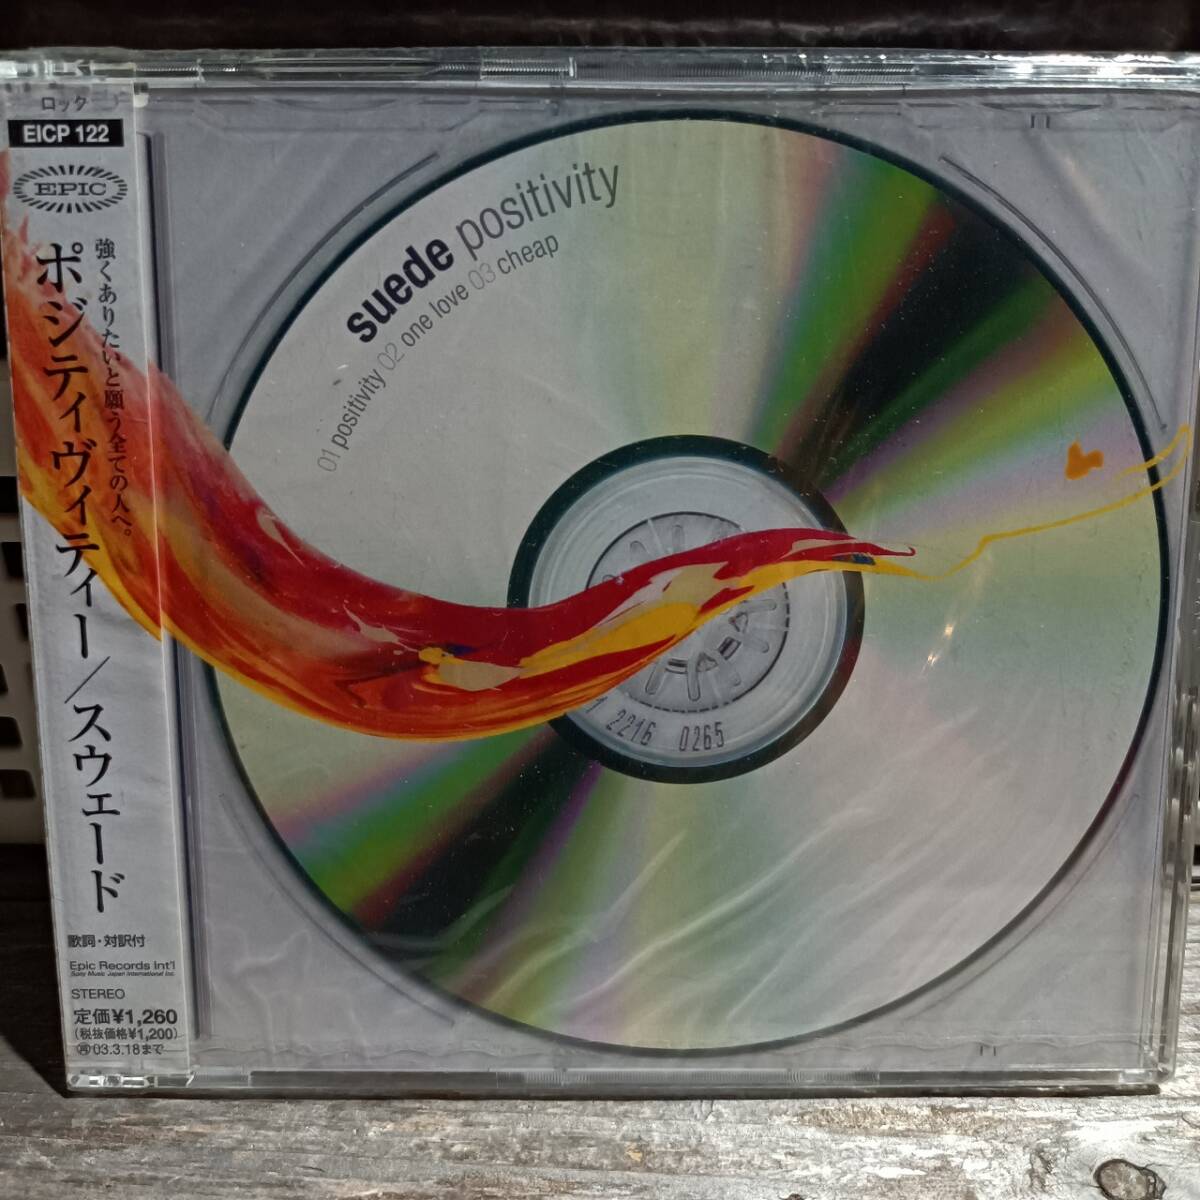 ロック
EICP 122
EPIC
強くありたいと願う全ての人へ。
ポジティヴィティー/スウェード
歌詞・対訳付
Epic Records Int'l
Sony Music Japan International Inc.
STEREO
定価¥1,260
(税抜価格¥1,200)
再03.3.18まで
suede positivity
01 positivity 02 one love 03 cheap
2216 0265